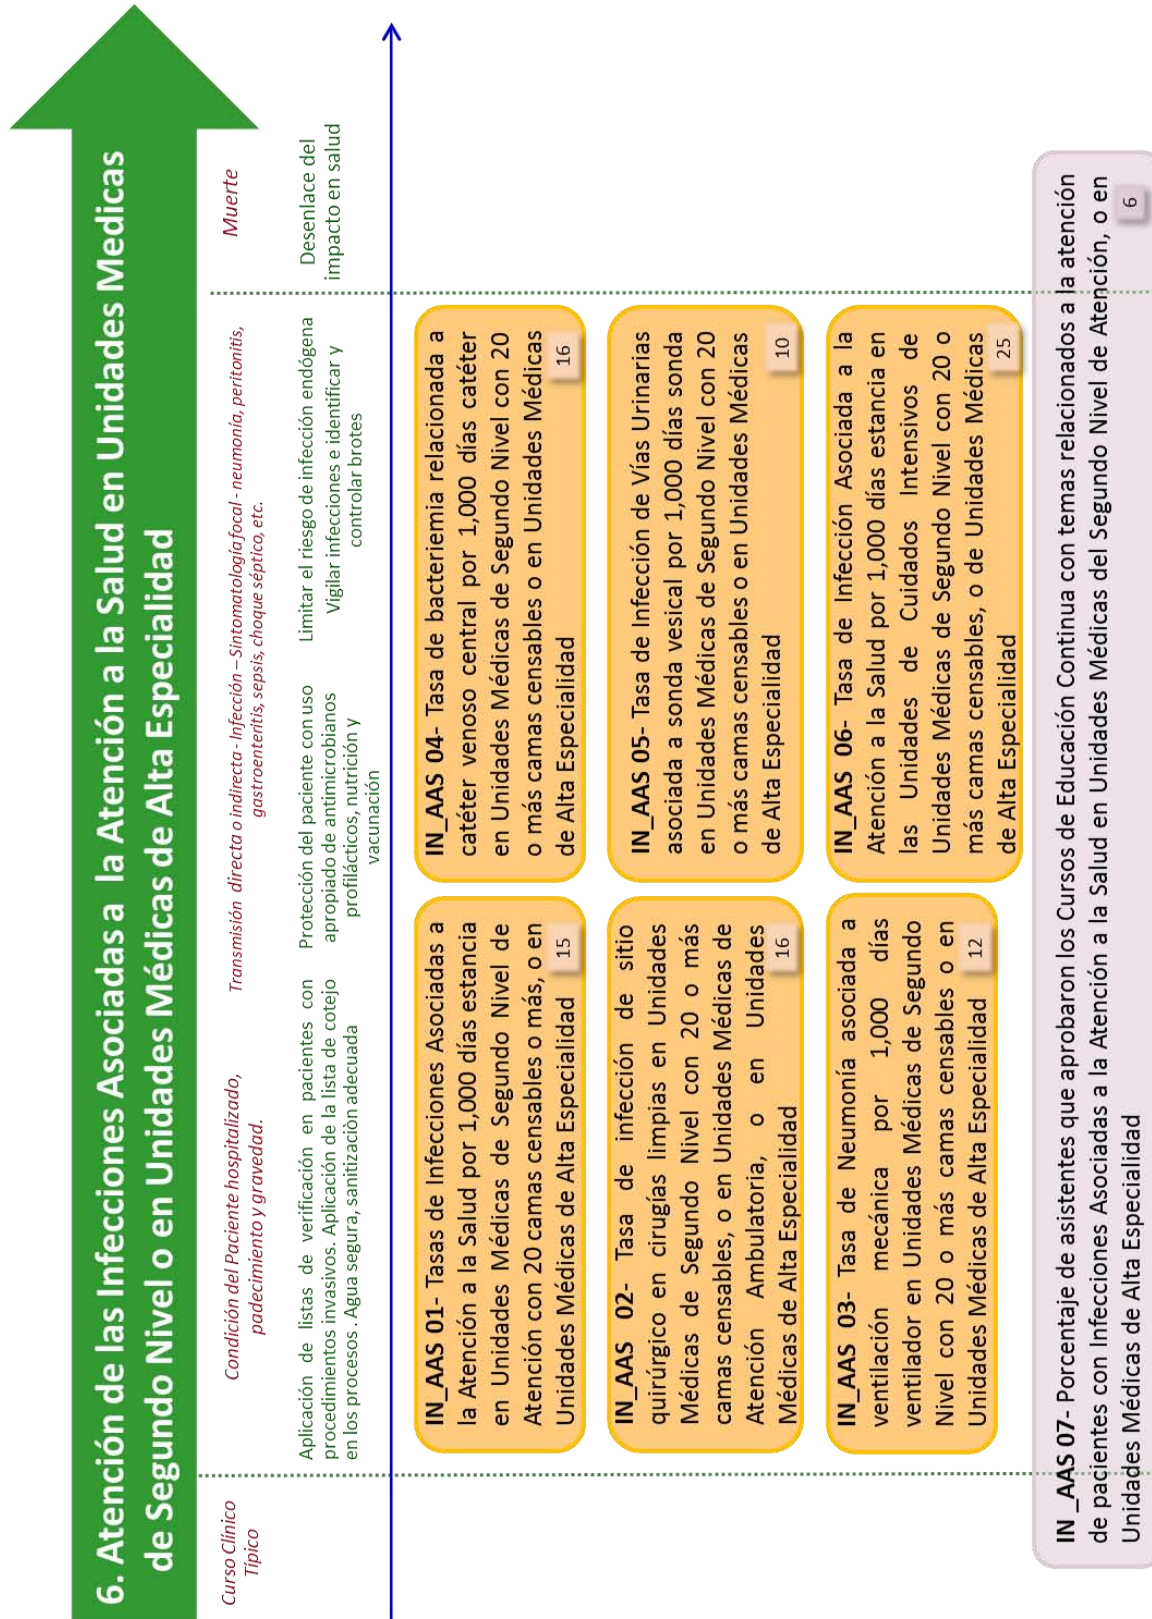 6. Atención de las Infecciones Asociadas a  la Atención a la Salud en Unidades Medicas
de Segundo Nivel o en Unidades Médicas de Alta Especialidad
Curso Clínico
Típico
Condición del Paciente hospitalizado,
padecimiento y gravedad.
Transmisión directa o indirecta - Infección – Sintomatología focal - neumonía, peritonitis,
gastroenteritis, sepsis, choque séptico, etc.
Muerte
Aplicación de listas de verificación en pacientes con
procedimientos invasivos. Aplicación de la lista de cotejo
en los procesos . Agua segura, sanitizaciòn adecuada
Protección del paciente con uso
apropiado de antimicrobianos
profilácticos, nutrición y
vacunación
Limitar el riesgo de infección endógena
Vigilar infecciones e identificar y
controlar brotes
Desenlace del
impacto en salud
IN_AAS 01- Tasas de Infecciones Asociadas a
la Atención a la Salud por 1,000 días estancia
en Unidades Médicas de Segundo Nivel de
Atención con 20 camas censables o más, o en
Unidades Médicas de Alta Especialidad
15
IN_AAS 04- Tasa de bacteriemia relacionada a
catéter venoso central por 1,000 días catéter
en Unidades Médicas de Segundo Nivel con 20
o más camas censables o en Unidades Médicas
de Alta Especialidad
16
IN_AAS 02- Tasa de infección de sitio
quirúrgico en cirugías limpias en Unidades
Médicas de Segundo Nivel con 20 o más
camas censables, o en Unidades Médicas de
Atención Ambulatoria, o en Unidades
Médicas de Alta Especialidad
16
IN_AAS 05- Tasa de Infección de Vías Urinarias
asociada a sonda vesical por 1,000 días sonda
en Unidades Médicas de Segundo Nivel con 20
o más camas censables o en Unidades Médicas
de Alta Especialidad
10
IN_AAS 03- Tasa de Neumonía asociada a
ventilación mecánica por 1,000 días
ventilador en Unidades Médicas de Segundo
Nivel con 20 o más camas censables o en
Unidades Médicas de Alta Especialidad
12
IN_AAS 06- Tasa de Infección Asociada a la
Atención a la Salud por 1,000 días estancia en
las Unidades de Cuidados Intensivos de
Unidades Médicas de Segundo Nivel con 20 o
más camas censables, o de Unidades Médicas
de Alta Especialidad
25
IN _AAS 07- Porcentaje de asistentes que aprobaron los Cursos de Educación Continua con temas relacionados a la atención
de pacientes con Infecciones Asociadas a la Atención a la Salud en Unidades Médicas del Segundo Nivel de Atención, o en
Unidades Médicas de Alta Especialidad
6